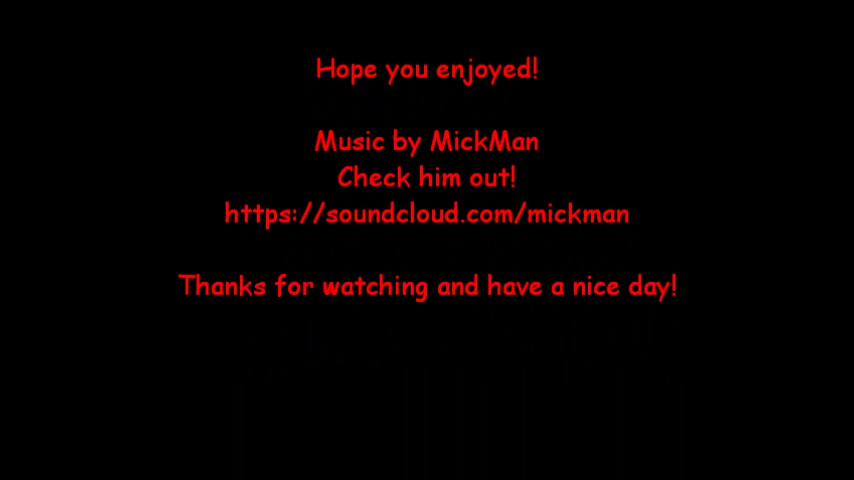 Hope you enjoyed!
Music by MickMan
Check him out!
https://soundcloud.com/mickman
Thanks for watching and have a nice day!